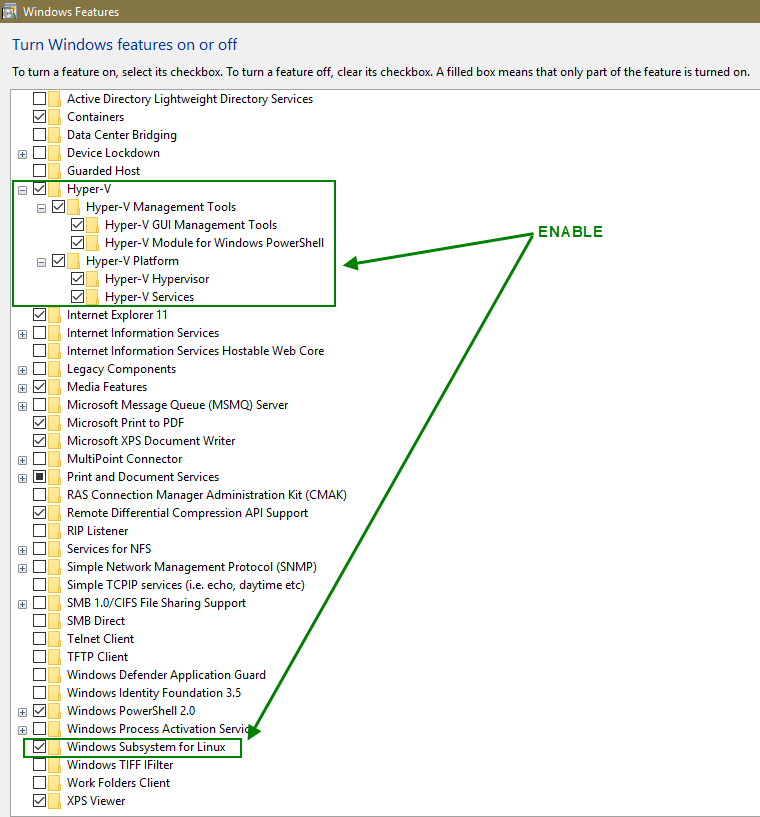 Windows Features
Turn Windows features on or off
To turn a feature on, select its checkbox. To turn a feature off, clear its checkbox. A filled box means that only part of the feature is turned on.
Active Directory Lightweight Directory Services
Containers
Data Center Bridging
Device Lockdown
Guarded Host
Hyper-V
Hyper-V Management Tools
Hyper-V GUI Management Tools
ENABLE
Hyper-V Module for Windows PowerShell
Hyper-V Platform
Hyper-V Hypervisor
Hyper-V Services
Internet Explorer 11
Internet Information Services
Internet Information Services Hostable Web Core
Legacy Components
Media Features
Microsoft Message Queue (MSMQ) Server
Microsoft Print to PDF
Microsoft XPS Document Writer
MultiPoint Connector
Print and Document Services
RAS Connection Manager Administration Kit (CMAK)
Remote Differential Compression API Support
RIP Listener
Services for NFS
Simple Network Management Protocol (SNMP)
Simple TCPIP services (i.e. echo, daytime etc)
SMB 1.0/CIFS File Sharing Support
SMB Direct
Telnet Client
TFTP Client
Windows Defender Application Guard
Windows Identity Foundation 3.5
Windows PowerShell 2.0
Windows Process Activation Service
Windows Subsystem for Linux
Windows TIFF IFilter
Work Folders Client
XPS Viewer